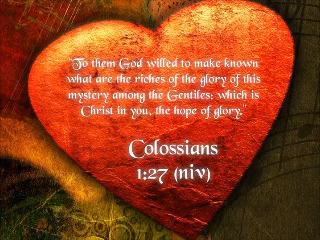 "To them God willed to make known
what are the riches of the glory of this
mystery among the Gentiles: which is
Christ in you, the hope of glory."
Colossians
1:27 (niv)